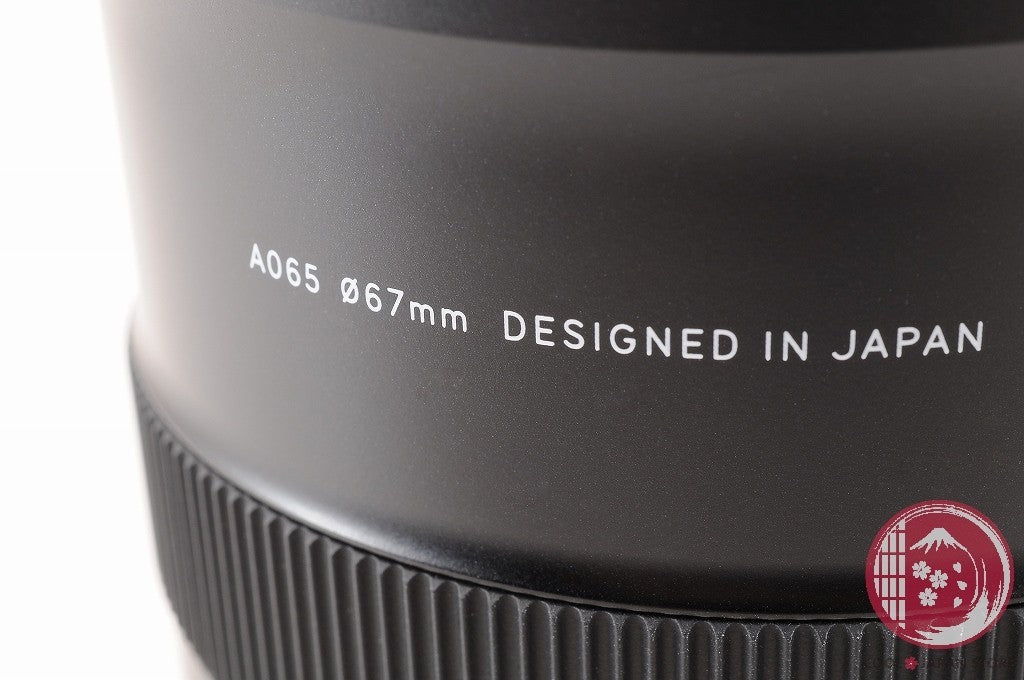 A065 Ø67mm DESIGNED IN JAPAN